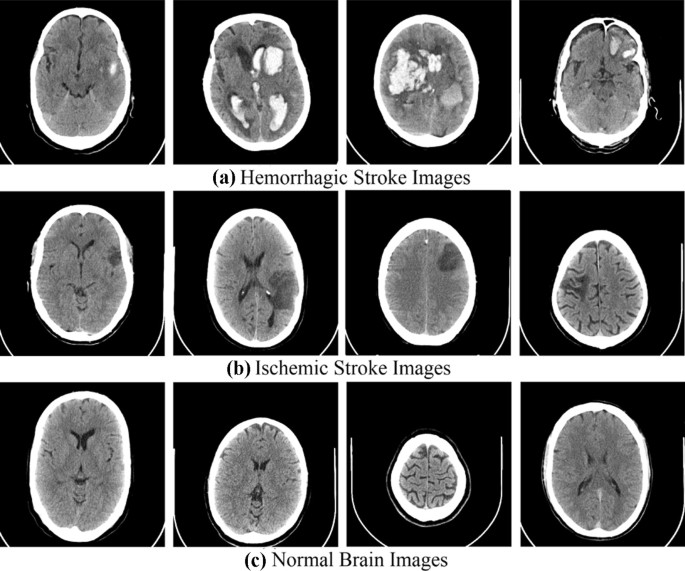 (a) Hemorrhagic Stroke Images
(b) Ischemic Stroke Images
(c) Normal Brain Images